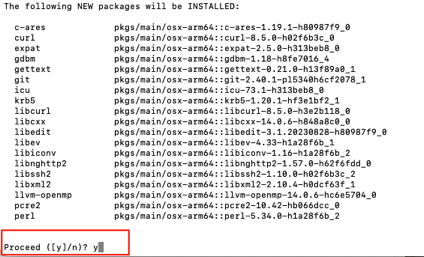 The following NEW packages will be INSTALLED:
c-ares pkgs/main/osx-arm64::c-ares-1.19.1-h80987f9_0
curl pkgs/main/osx-arm64::curl-8.5.0-h02f6b3c_0
expat pkgs/main/osx-arm64::expat-2.5.0-h313beb8_0
gdbm pkgs/main/osx-arm64::gdbm-1.18-h8fe7016_4
gettext pkgs/main/osx-arm64::gettext-0.21.0-h13f89a0_1
git pkgs/main/osx-arm64::git-2.40.1-pl5340h6cf2078_1
icu pkgs/main/osx-arm64::icu-73.1-h313beb8_0
krb5 pkgs/main/osx-arm64::krb5-1.20.1-hf3e1bf2_1
libcurl pkgs/main/osx-arm64::libcurl-8.5.0-h3e2b118_0
libcxx pkgs/main/osx-arm64::libcxx-14.0.6-h848a8c0_0
libedit pkgs/main/osx-arm64::libedit-3.1.20230828-h80987f9_0
libev pkgs/main/osx-arm64::libev-4.33-h1a28f6b_1
libiconv pkgs/main/osx-arm64::libiconv-1.16-h1a28f6b_2
libnghttp2 pkgs/main/osx-arm64::libnghttp2-1.57.0-h62f6fdd_0
libssh2 pkgs/main/osx-arm64::libssh2-1.10.0-h02f6b3c_2
libxml2 pkgs/main/osx-arm64::libxml2-2.10.4-h0dcf63f_1
llvm-openmp pkgs/main/osx-arm64::llvm-openmp-14.0.6-hc6e5704_0
pcre2 pkgs/main/osx-arm64::pcre2-10.42-hb066dcc_0
perl pkgs/main/osx-arm64::perl-5.34.0-h1a28f6b_2
Proceed ([y]/n)? y